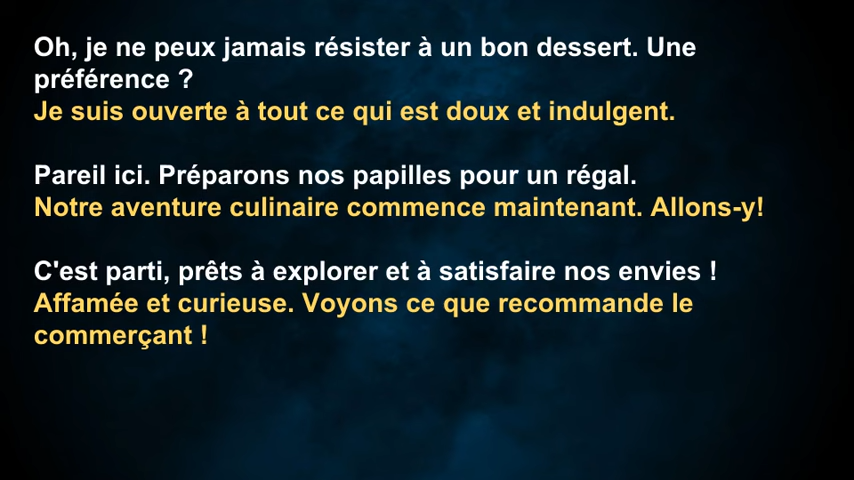 Oh, je ne peux jamais résister à un bon dessert. Une
préférence ?
Je suis ouverte à tout ce qui est doux et indulgent.
Pareil ici. Préparons nos papilles pour un régal.
Notre aventure culinaire commence maintenant. Allons-y!
C'est parti, prêts à explorer et à satisfaire nos envies !
Affamée et curieuse. Voyons ce que recommande le
commerçant !